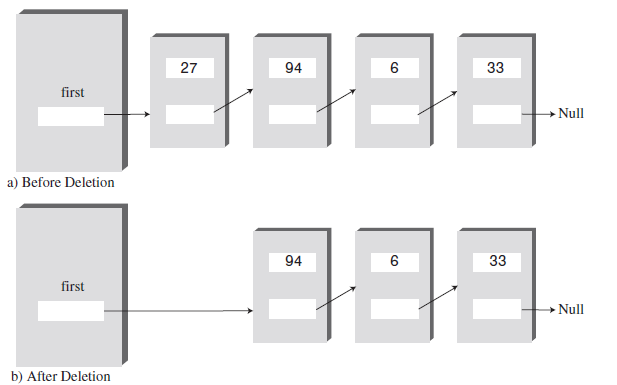 27 94 6 33
first
Null
a) Before Deletion
94 6 33
first
Null
b) After Deletion